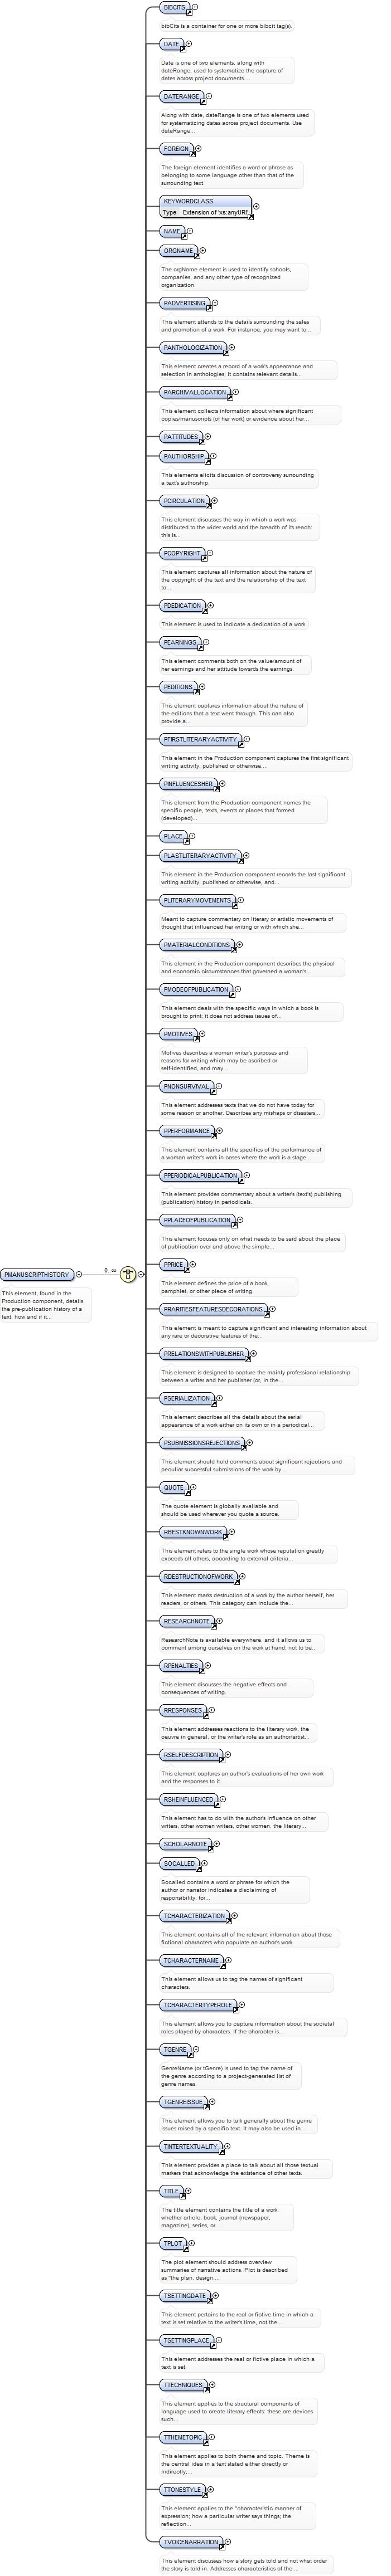 BIBCITS
bibCits is a container for one or more bibcit tag(s).
DATE
Date is one of two elements, along with
dateRange, used to systematize the capture of
dates across project documents....
DATERANGE
Along with date, dateRange is one of two elements used
for systematizing dates across project documents. Use
dateRange...
FOREIGN
The foreign element identifies a word or phrase as
belonging to some language other than that of the
surrounding text.
KEYWORDCLASS
Type Extension of 'xs:anyURI'
NAME
ORGNAME
The orgName element is used to identify schools,
companies, and any other type of recognized
organization.
PADVERTISING
This element attends to the details surrounding the sales
and promotion of a work. For instance, you may want to...
PANTHOLOGIZATION
This element creates a record of a work's appearance and
selection in anthologies; it contains relevant details...
PARCHIVALLOCATION
This element collects information about where significant
copies/manuscripts (of her work) or evidence about her...
PATTITUDES
PAUTHORSHIP
This elements elicits discussion of controversy surrounding
a text's authorship.
PCIRCULATION
This element discusses the way in which a work was
distributed to the wider world and the breadth of its reach:
this is...
PCOPYRIGHT
This element captures all information about the nature of
the copyright of the text and the relationship of the text
to...
PDEDICATION
This element is used to indicate a dedication of a work.
PEARNINGS
This element comments both on the value/amount of
her earnings and her attitude towards the earnings.
PEDITIONS
This element captures information about the nature of
the editions that a text went through. This can also
provide a...
PFIRSTLITERARYACTIVITY
This element in the Production component captures the first significant
writing activity, published or otherwise....
PINFLUENCESHER
This element from the Production component names the
specific people, texts, events or places that formed
(developed)...
PLACE
PLASTLITERARYACTIVITY
This element in the Production component records the last significant
writing activity, published or otherwise, and...
PLITERARYMOVEMENTS
Meant to capture commentary on literary or artistic movements of
thought that influenced her writing or with which she...
PMATERIALCONDITIONS
This element in the Production component describes the physical
and economic circumstances that governed a woman's...
PMODEOFPUBLICATION
This element deals with the specific ways in which a book is
brought to print; it does not address issues of...
PMOTIVES
Motives describes a woman writer's purposes and
reasons for writing which may be ascribed or
self-identified, and may...
PNONSURVIVAL
This element addresses texts that we do not have today for
some reason or another. Describes any mishaps or disasters...
PPERFORMANCE
This element contains all the specifics of the performance of
a woman writer's work in cases where the work is a stage...
PPERIODICALPUBLICATION
This element provides commentary about a writer's (text's) publishing
(publication) history in periodicals.
PPLACEOFPUBLICATION
This element focuses only on what needs to be said about the place
of publication over and above the simple...
PMANUSCRIPTHISTORY
0..∞
This element, found in the
Production component, details
the pre-publication history of a
text: how and if it...
PPRICE
This element defines the price of a book,
pamphlet, or other piece of writing.
PRARITIESFEATURESDECORATIONS
This element is meant to capture significant and interesting information about
any rare or decorative features of the...
PRELATIONSWITHPUBLISHER
This element is designed to capture the mainly professional relationship
between a writer and her publisher (or, in the...
PSERIALIZATION
This element describes all the details about the serial
appearance of a work either on its own or in a periodical...
PSUBMISSIONSREJECTIONS
This element should hold comments about significant rejections and
peculiar successful submissions of the work by...
QUOTE
The quote element is globally available and
should be used wherever you quote a source.
RBESTKNOWNWORK
This element refers to the single work whose reputation greatly
exceeds all others, according to external criteria...
RDESTRUCTIONOFWORK
This element marks destruction of a work by the author herself, her
readers, or others. This category can include the...
RESEARCHNOTE
ResearchNote is available everywhere, and it allows us to
comment among ourselves on the work at hand; not to be...
RPENALTIES
This element discusses the negative effects and
consequences of writing.
RRESPONSES
This element addresses reactions to the literary work, the
oeuvre in general, or the writer's role as an author/artist...
RSELFDESCRIPTION
This element captures an author's evaluations of her own work
and the responses to it.
RSHEINFLUENCED
This element has to do with the author's influence on other
writers, other women writers, other women, the literary...
SCHOLARNOTE
SOCALLED
Socalled contains a word or phrase for which the
author or narrator indicates a disclaiming of
responsibility, for...
TCHARACTERIZATION
This element contains all of the relevant information about those
fictional characters who populate an author's work.
TCHARACTERNAME
This element allows us to tag the names of significant
characters.
TCHARACTERTYPEROLE
This element allows you to capture information about the societal
roles played by characters. If the character is...
TGENRE
GenreName (or tGenre) is used to tag the name of
the genre according to a project-generated list of
genre names.
TGENREISSUE
This element allows you to talk generally about the genre
issues raised by a specific text. It may also be used in...
TINTERTEXTUALITY
This element provides a place to talk about all those textual
markers that acknowledge the existence of other texts.
TITLE
The title element contains the title of a work,
whether article, book, journal (newspaper,
magazine), series, or...
TPLOT
The plot element should address overview
summaries of narrative actions. Plot is described
as "the plan, design,...
TSETTINGDATE
This element pertains to the real or fictive time in which a
text is set relative to the writer's time, not the...
TSETTINGPLACE
This element addresses the real or fictive place in which a
text is set.
TTECHNIQUES
This element applies to the structural components of
language used to create literary effects: these are devices
such...
TTHEMETOPIC
This element applies to both theme and topic. Theme is
the central idea in a text stated either directly or
indirectly;...
TTONESTYLE
This element applies to the "characteristic manner of
expression; how a particular writer says things; the
reflection...
TVOICENARRATION
This element discusses how a story gets told and not what order
the story is told in. Addresses characteristics of the...